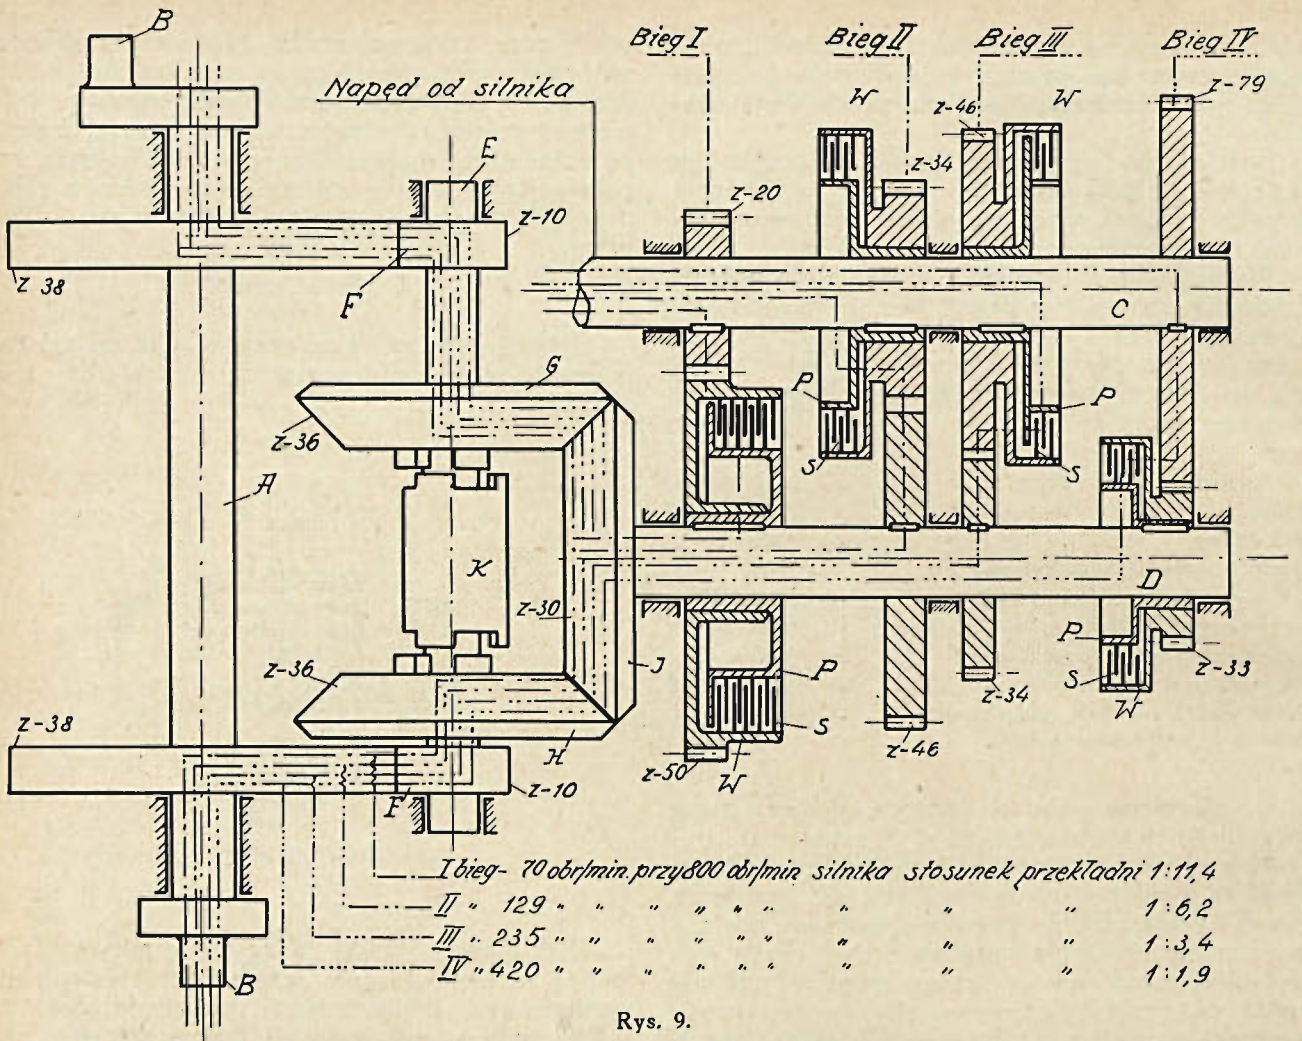 B
Bieg I
Bieg II
Bieg III
Bieg IV
Napęd od silnika
W
z-46
W
z-79
E
z-34
z-20
z-10
z 38
F
C
G
P
P
z-36
S
S
A
K
D
z-30
P
z-36
J
P
S
z-33
z-34
W
z-38
H
S
z-46
z-50
W
F
z-10
I bieg - 70 obr/min. przy 800 obr/min silnika stosunek przekładni 1:11,4
II " 129 " " " " " " " " " 1:6,2
III " 235 " " " " " " " " " 1:3,4
IV " 420 " " " " " " " " " 1:1,9
B
Rys. 9.